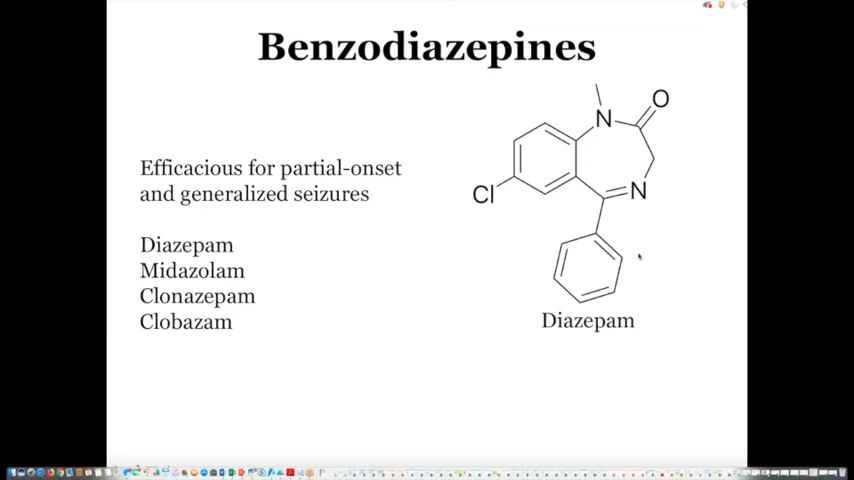 Benzodiazepines
Efficacious for partial-onset
and generalized seizures
Diazepam
Midazolam
Clonazepam
Clobazam
N
O
Cl
N
Diazepam